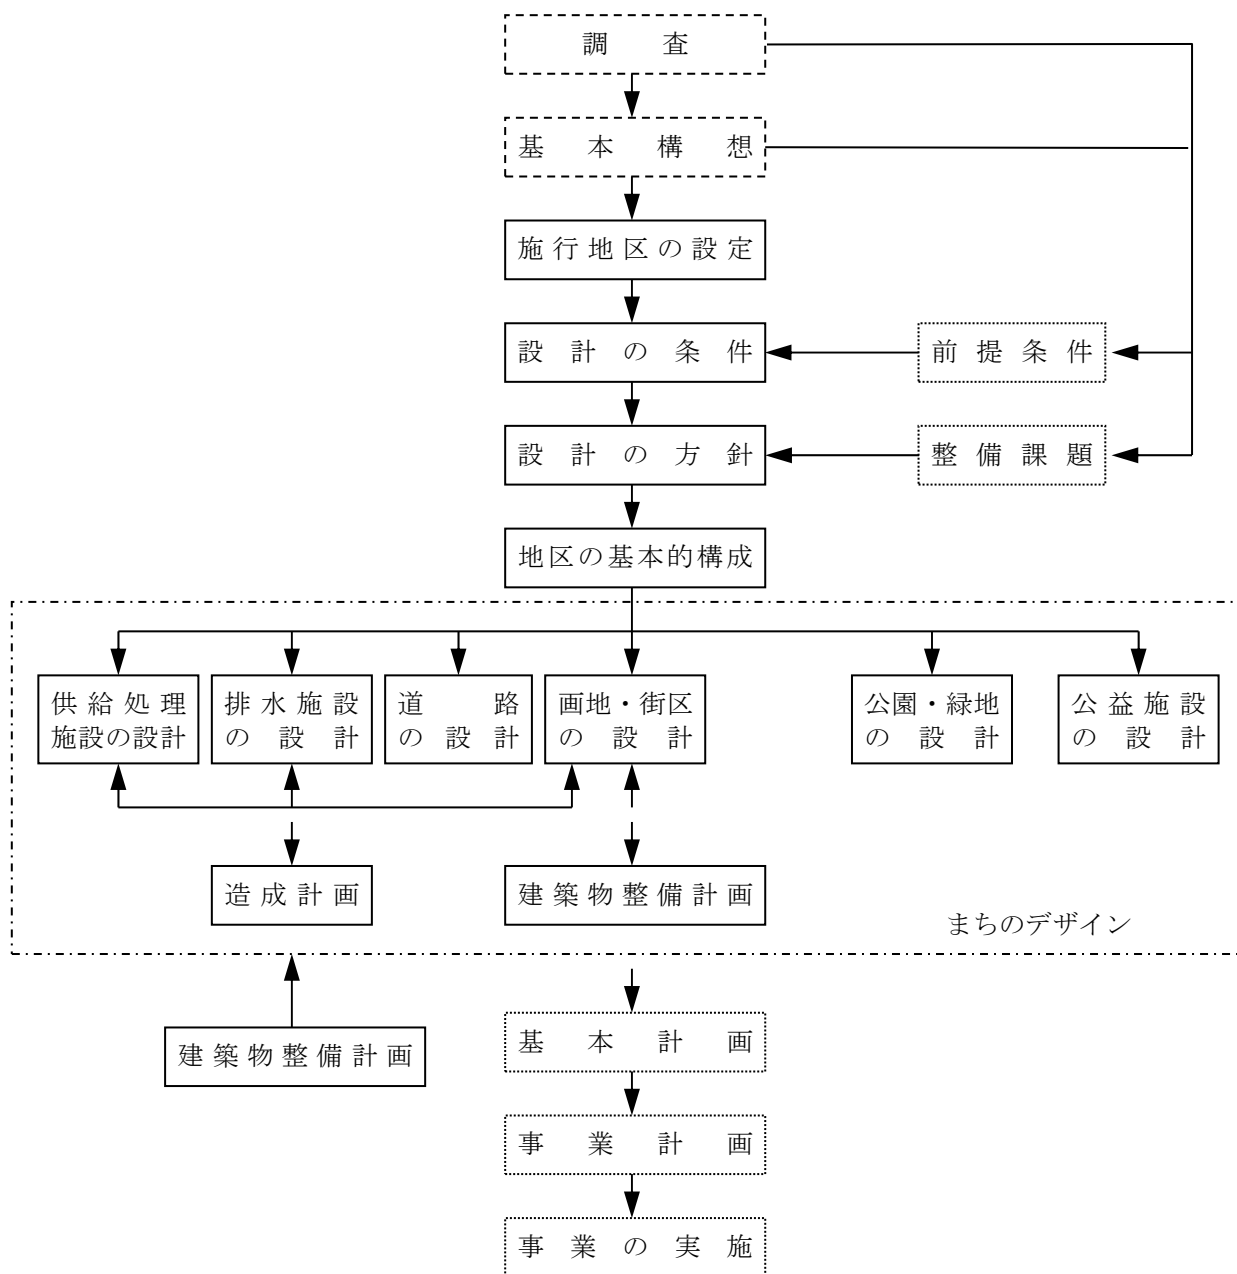 調査
基本構想
施行地区の設定
設計の条件
前提条件
設計の方針
整備課題
地区の基本的構成
供給処理
施設の設計
排水施設
の設計
道路
の設計
画地・街区
の設計
公園・緑地
の設計
公益施設
の設計
造成計画
建築物整備計画
まちのデザイン
建築物整備計画
基本計画
事業計画
事業の実施